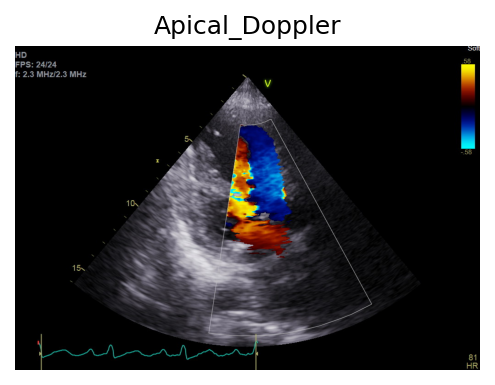 Apical_Doppler
HD
FPS: 24/24
f: 2.3 MHz/2.3 MHz
V
58
-.58
5
10
15
81
HR